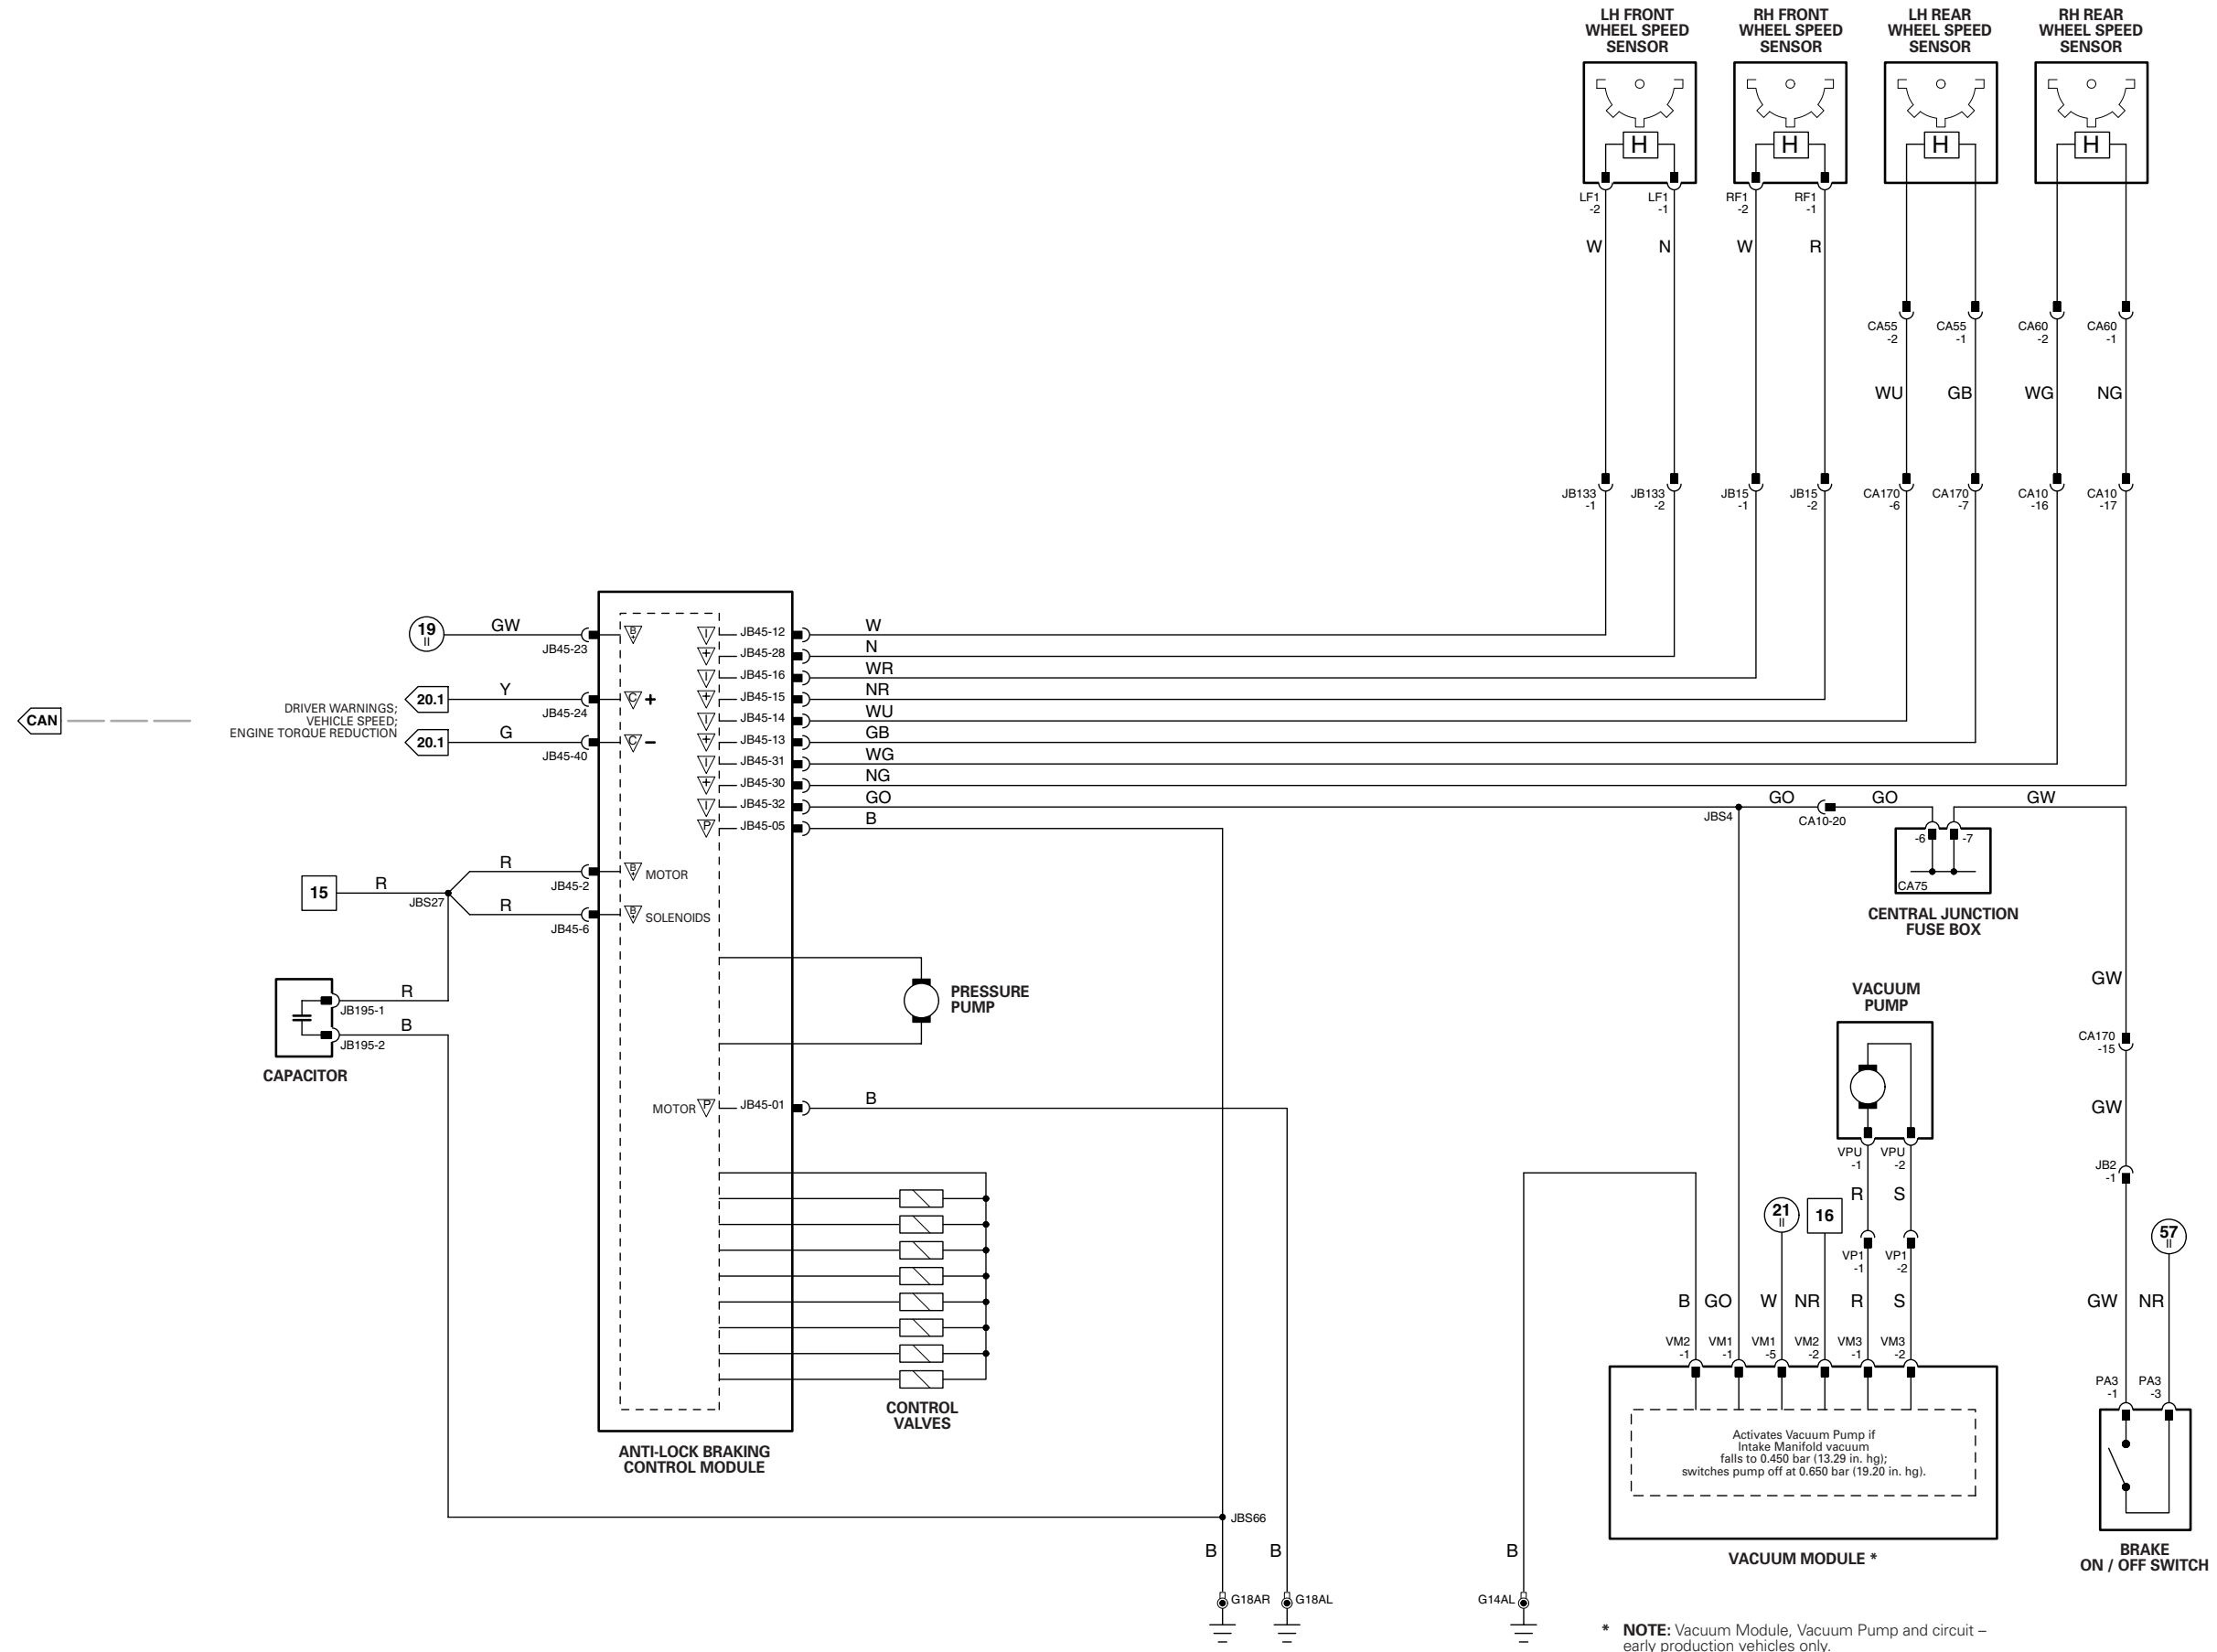 LH FRONT
WHEEL SPEED
SENSOR
RH FRONT
WHEEL SPEED
SENSOR
LH REAR
WHEEL SPEED
SENSOR
RH REAR
WHEEL SPEED
SENSOR
H
H
H
H
LF1
-2
LF1
-1
RF1
-2
RF1
-1
W
N
W
R
CA55
-2
CA55
-1
CA60
-2
CA60
-1
WU
GB
WG
NG
JB133
-1
JB133
-2
JB15
-1
JB15
-2
CA170
-6
CA170
-7
CA10
-16
CA10
-17
19
II
GW
JB45-23
B
+
I
JB45-12
W
+
JB45-28
N
I
JB45-16
WR
CAN
DRIVER WARNINGS;
VEHICLE SPEED;
ENGINE TORQUE REDUCTION
20.1
Y
JB45-24
C
+
+
JB45-15
NR
I
JB45-14
WU
20.1
G
JB45-40
C
–
+
JB45-13
GB
I
JB45-31
WG
+
JB45-30
NG
I
JB45-32
GO
JBS4
GO
CA10-20
GO
GW
P
JB45-05
B
-6
-7
CA75
CENTRAL JUNCTION
FUSE BOX
15
R
JBS27
R
JB45-2
B
+
MOTOR
R
JB45-6
B
+
SOLENOIDS
R
JB195-1
B
JB195-2
CAPACITOR
PRESSURE
PUMP
VACUUM
PUMP
GW
CA170
-15
GW
JB2
-1
MOTOR
P
JB45-01
B
VPU
-1
VPU
-2
R
S
21
II
16
VP1
-1
VP1
-2
57
II
B
GO
W
NR
R
S
GW
NR
VM2
-1
VM1
-1
VM1
-5
VM2
-2
VM3
-1
VM3
-2
PA3
-1
PA3
-3
CONTROL
VALVES
Activates Vacuum Pump if
Intake Manifold vacuum
falls to 0.450 bar (13.29 in. hg);
switches pump off at 0.650 bar (19.20 in. hg).
ANTI-LOCK BRAKING
CONTROL MODULE
JBS66
VACUUM MODULE *
BRAKE
ON / OFF SWITCH
B
B
B
G18AR
G18AL
G14AL
* NOTE: Vacuum Module, Vacuum Pump and circuit –
early production vehicles only.